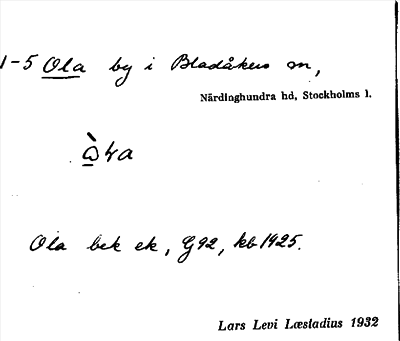 1-5 Ola by i Bladåkers sn,
Närdinghundra hd, Stockholms l.
Ola bek ek, G92, kb 1925.
Lars Levi Læstadius 1932